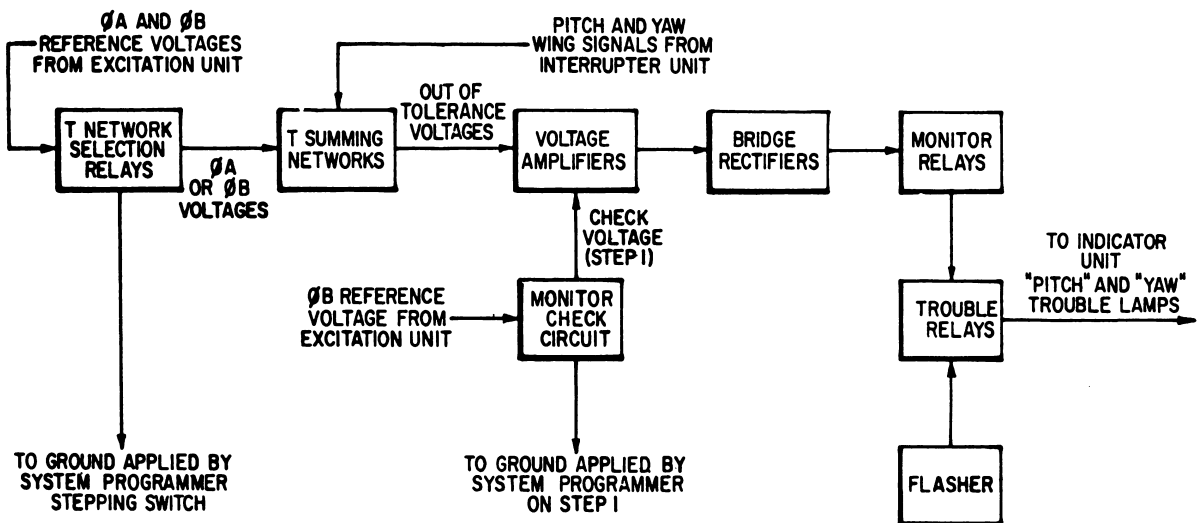 ØA AND ØB
REFERENCE VOLTAGES
FROM EXCITATION UNIT
PITCH AND YAW
WING SIGNALS FROM
INTERRUPTER UNIT
T NETWORK
SELECTION
RELAYS
ØA
OR ØB
VOLTAGES
T SUMMING
NETWORKS
OUT OF
TOLERANCE
VOLTAGES
VOLTAGE
AMPLIFIERS
BRIDGE
RECTIFIERS
MONITOR
RELAYS
CHECK
VOLTAGE
(STEP I)
ØB REFERENCE
VOLTAGE FROM
EXCITATION UNIT
MONITOR
CHECK
CIRCUIT
TROUBLE
RELAYS
TO INDICATOR
UNIT
"PITCH" AND "YAW"
TROUBLE LAMPS
TO GROUND APPLIED BY
SYSTEM PROGRAMMER
STEPPING SWITCH
TO GROUND APPLIED BY
SYSTEM PROGRAMMER
ON STEP I
FLASHER